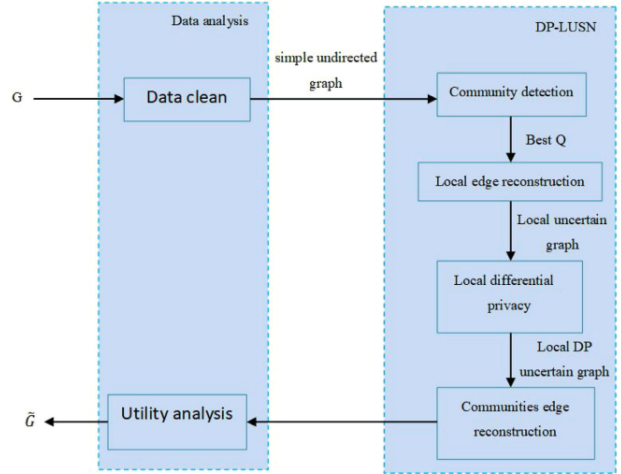 Data analysis
DP-LUSN
simple undirected
graph
G
Data clean
Community detection
Best Q
Local edge reconstruction
Local uncertain
graph
Local differential
privacy
Local DP
uncertain graph
G̃
Utility analysis
Communities edge
reconstruction